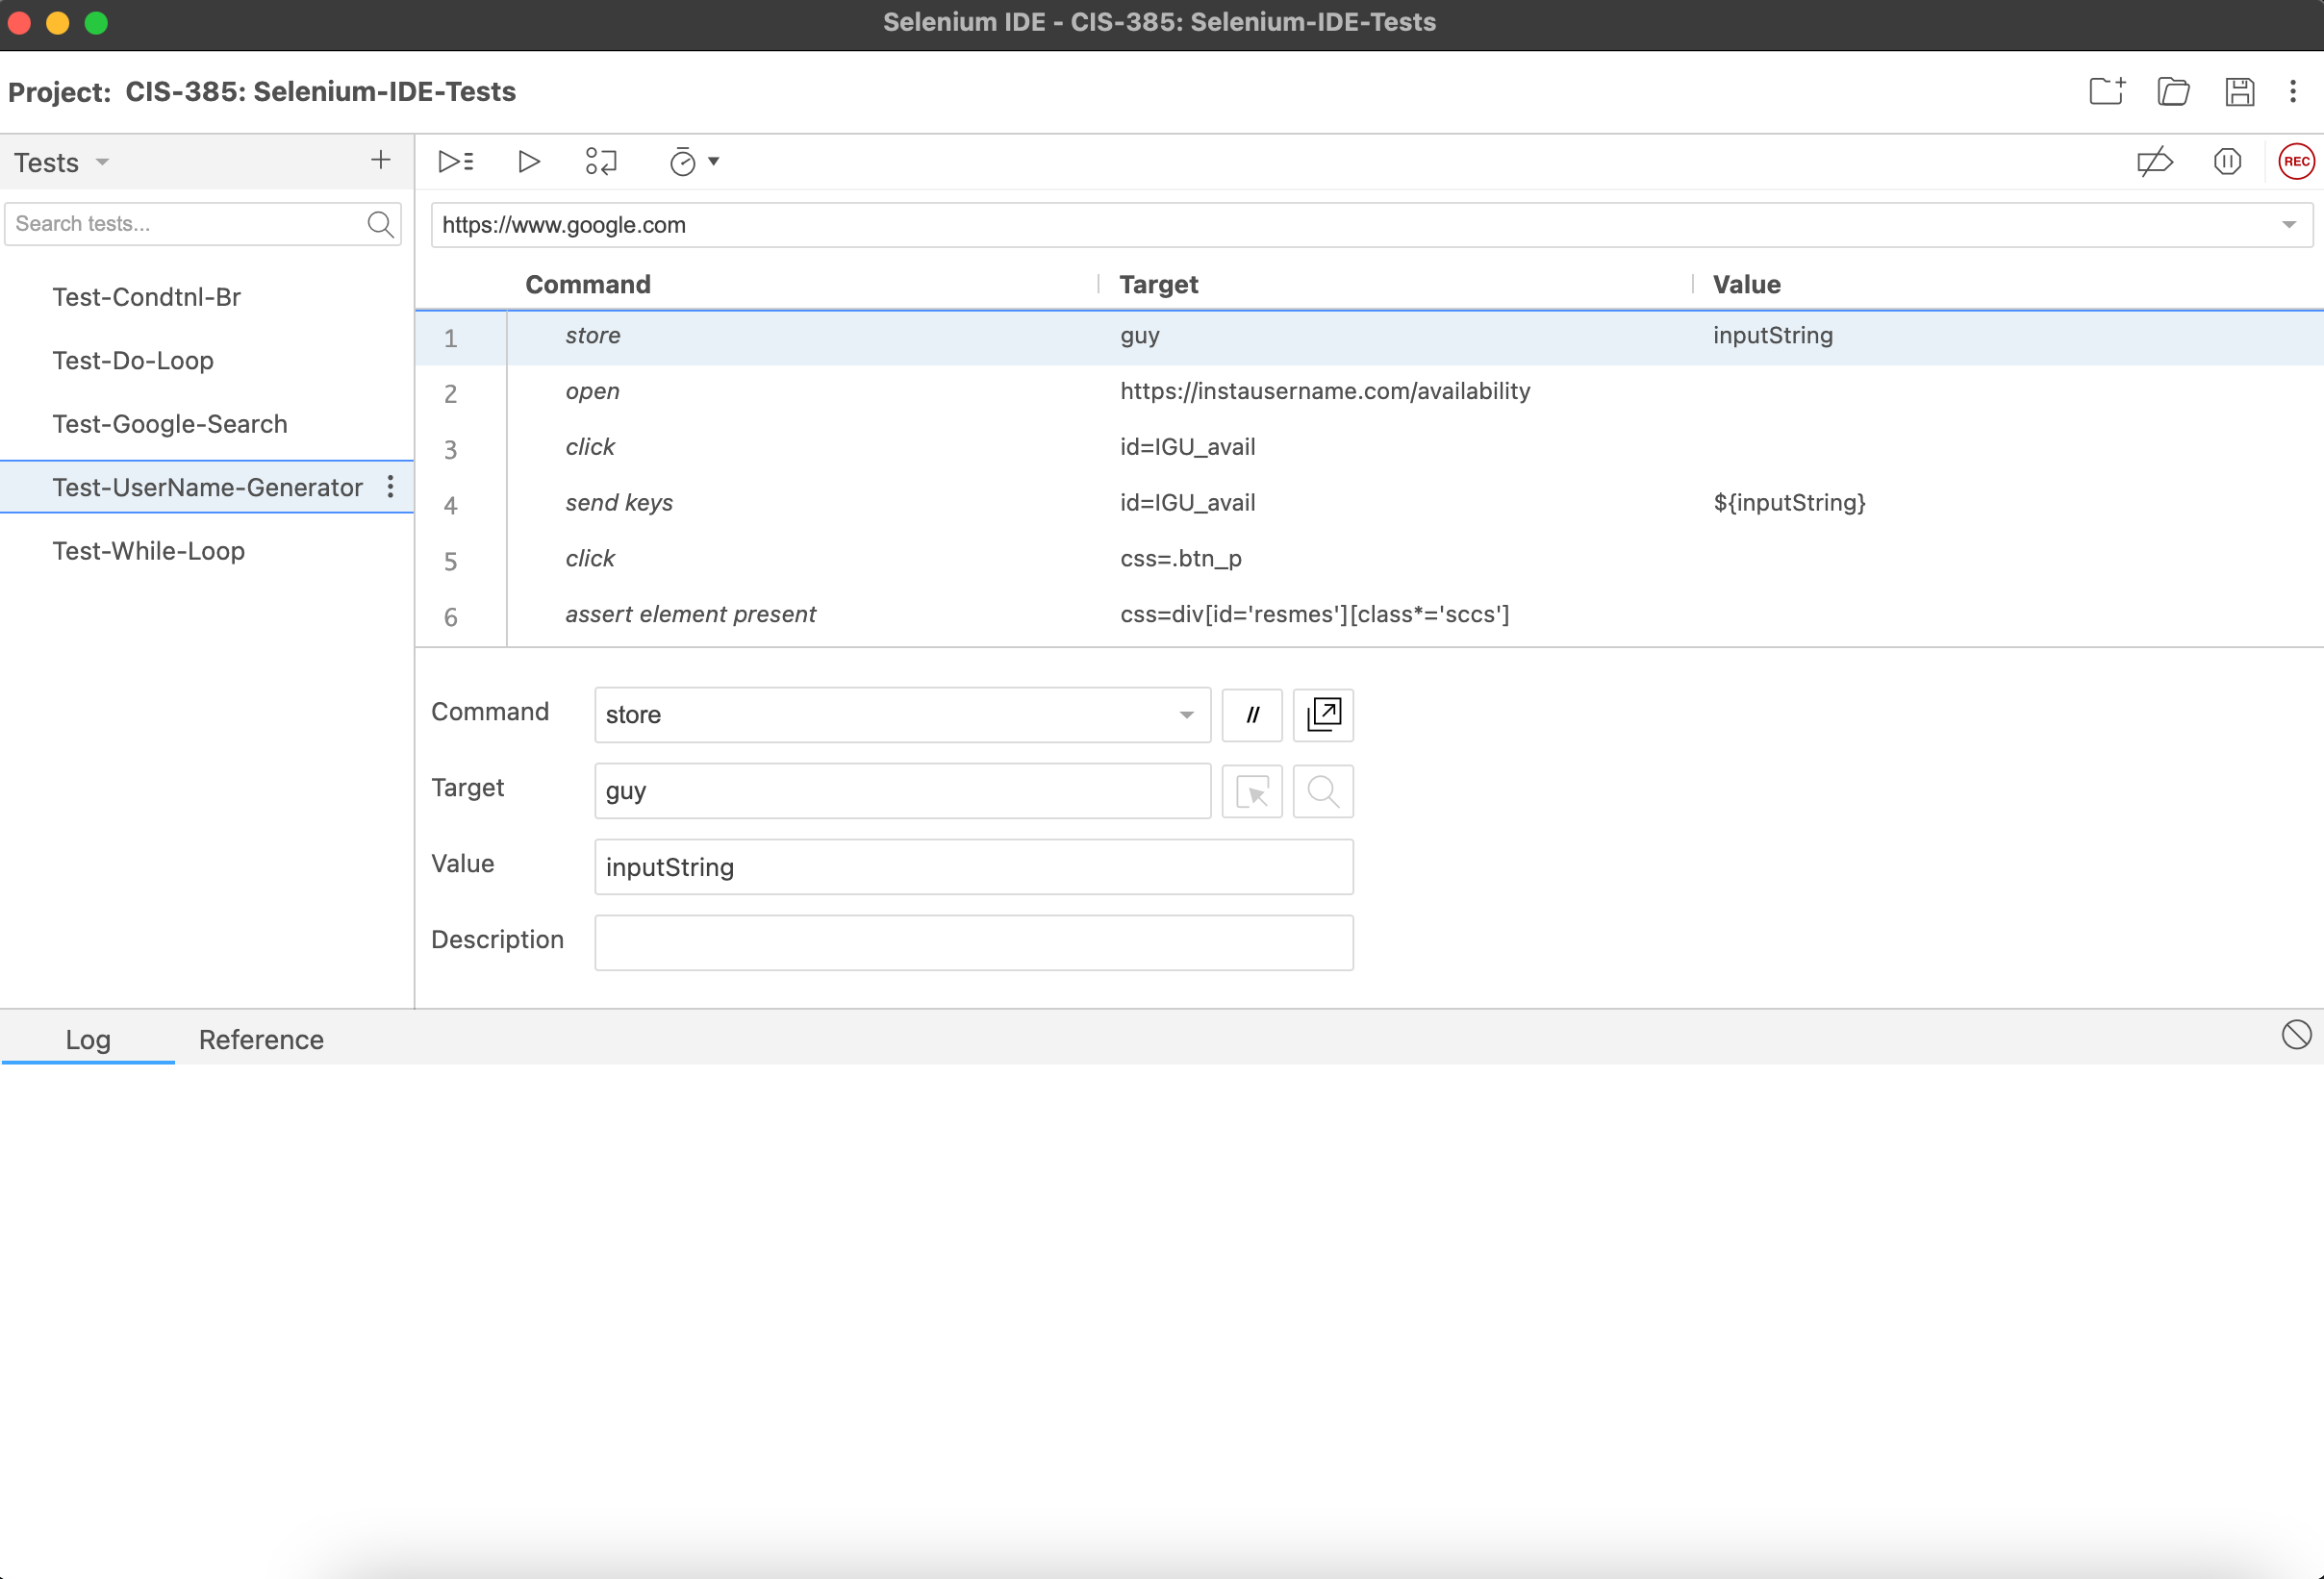 Selenium IDE - CIS-385: Selenium-IDE-Tests
Project: CIS-385: Selenium-IDE-Tests
Tests
REC
Search tests...
https://www.google.com
Test-Condtnl-Br
Test-Do-Loop
Test-Google-Search
Test-UserName-Generator
Test-While-Loop
Command Target Value
1 store guy inputString
2 open https://instausername.com/availability
3 click id=IGU_avail
4 send keys id=IGU_avail ${inputString}
5 click css=.btn_p
6 assert element present css=div[id='resmes'][class*='sccs']
Command store //
Target guy
Value inputString
Description
Log Reference